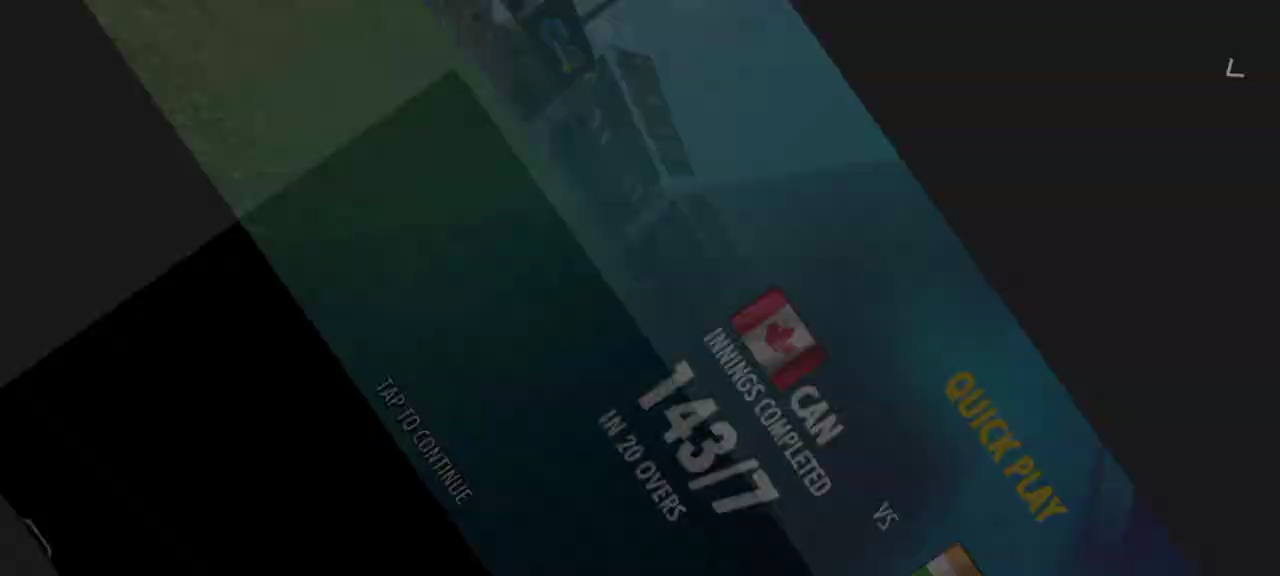 QUICK PLAY
VS
CAN
INNINGS COMPLETED
143/7
IN 20 OVERS
TAP TO CONTINUE